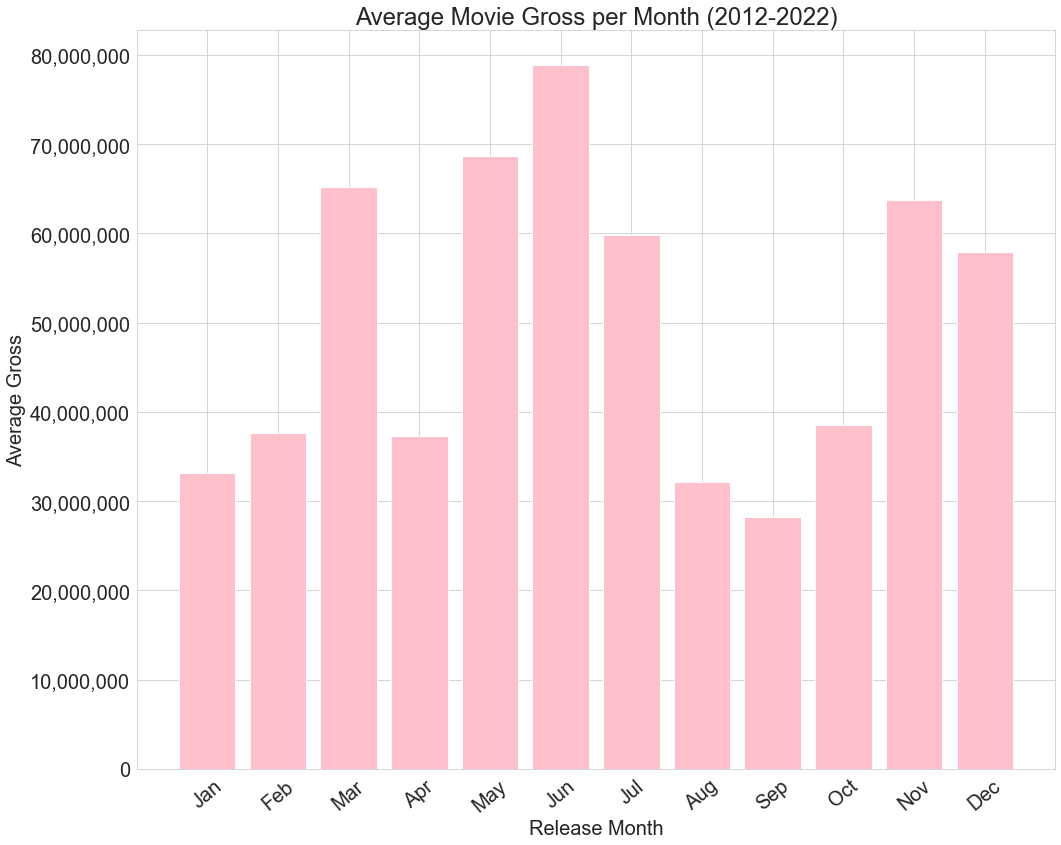 Average Movie Gross per Month (2012-2022)
80,000,000
70,000,000
60,000,000
50,000,000
40,000,000
30,000,000
20,000,000
10,000,000
0
Average Gross
Jan
Feb
Mar
Apr
May
Jun
Jul
Aug
Sep
Oct
Nov
Dec
Release Month